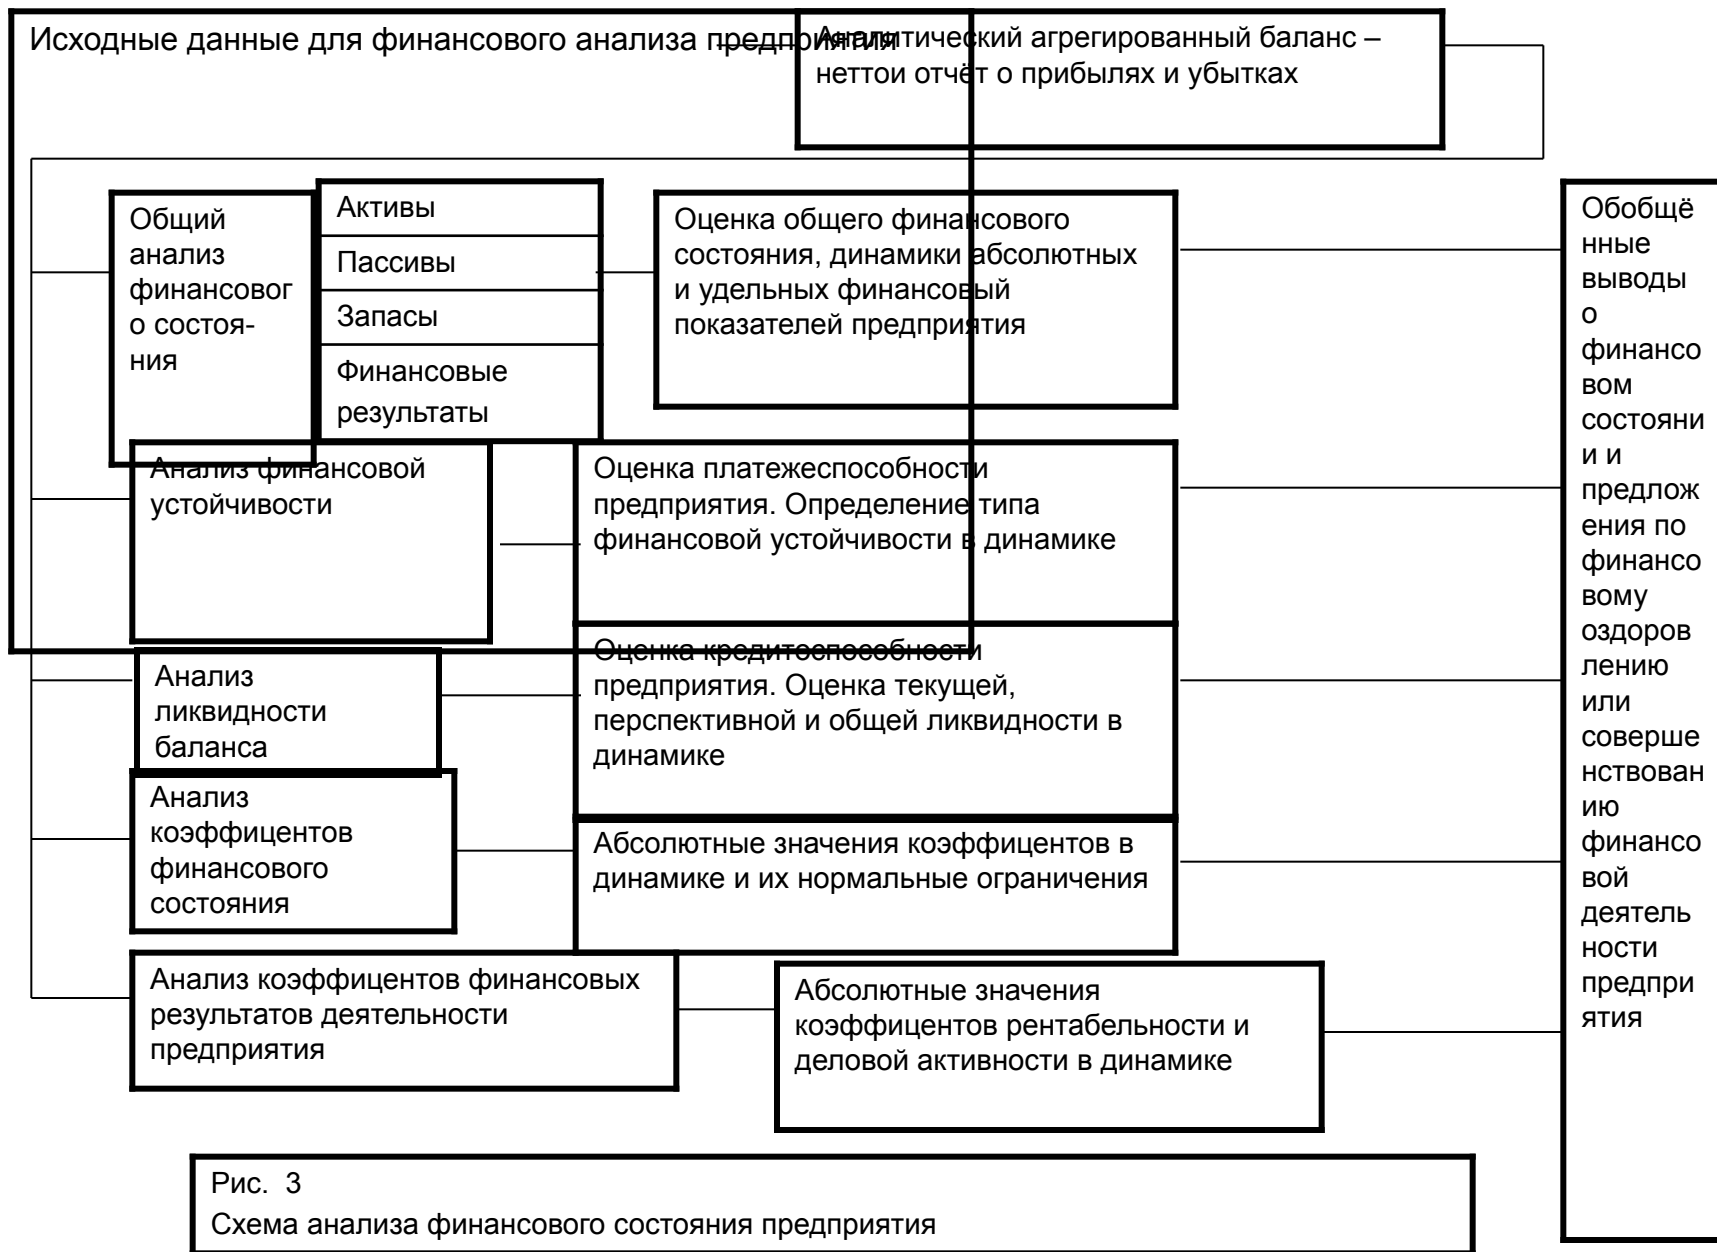 Исходные данные для финансового анализа предприятия
Аналитический агрегированный баланс –
неттои отчёт о прибылях и убытках
Общий
анализ
финансовог
о состоя-
ния
Активы
Пассивы
Запасы
Финансовые
результаты
Оценка общего финансового
состояния, динамики абсолютных
и удельных финансовый
показателей предприятия
Анализ финансовой
устойчивости
Оценка платежеспособности
предприятия. Определение типа
финансовой устойчивости в динамике
Анализ
ликвидности
баланса
Оценка кредитоспособности
предприятия. Оценка текущей,
перспективной и общей ликвидности в
динамике
Анализ
коэффицентов
финансового
состояния
Абсолютные значения коэффицентов в
динамике и их нормальные ограничения
Анализ коэффицентов финансовых
результатов деятельности
предприятия
Абсолютные значения
коэффицентов рентабельности и
деловой активности в динамике
Обобщё
нные
выводы
о
финансо
вом
состояни
и и
предлож
ения по
финансо
вому
оздоров
лению
или
соверше
нствован
ию
финансо
вой
деятель
ности
предпри
ятия
Рис.  3
Схема анализа финансового состояния предприятия